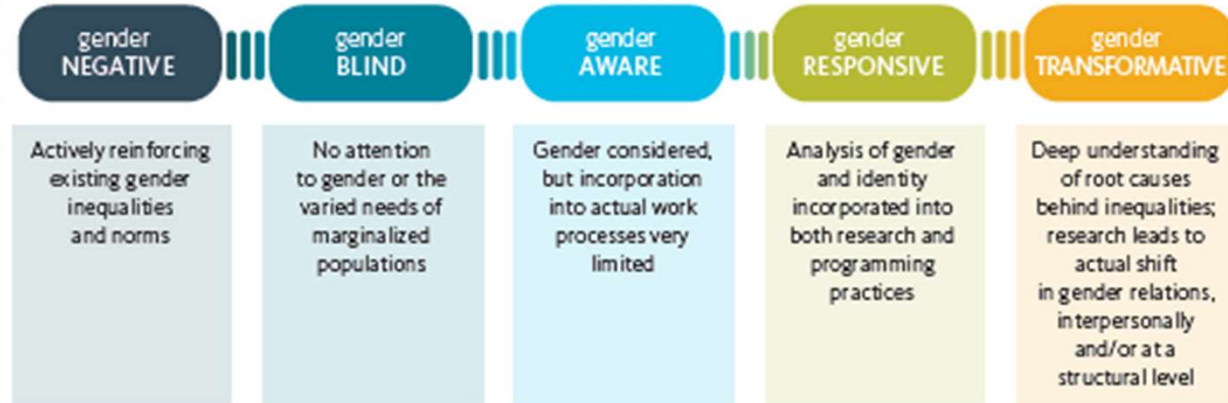 gender
NEGATIVE
gender
BLIND
gender
AWARE
gender
RESPONSIVE
gender
TRANSFORMATIVE
Actively reinforcing
existing gender
inequalities
and norms
No attention
to gender or the
varied needs of
marginalized
populations
Gender considered,
but incorporation
into actual work
processes very
limited
Analysis of gender
and identity
incorporated into
both research and
programming
practices
Deep understanding
of root causes
behind inequalities;
research leads to
actual shift
in gender relations,
interpersonally
and/or at a
structural level